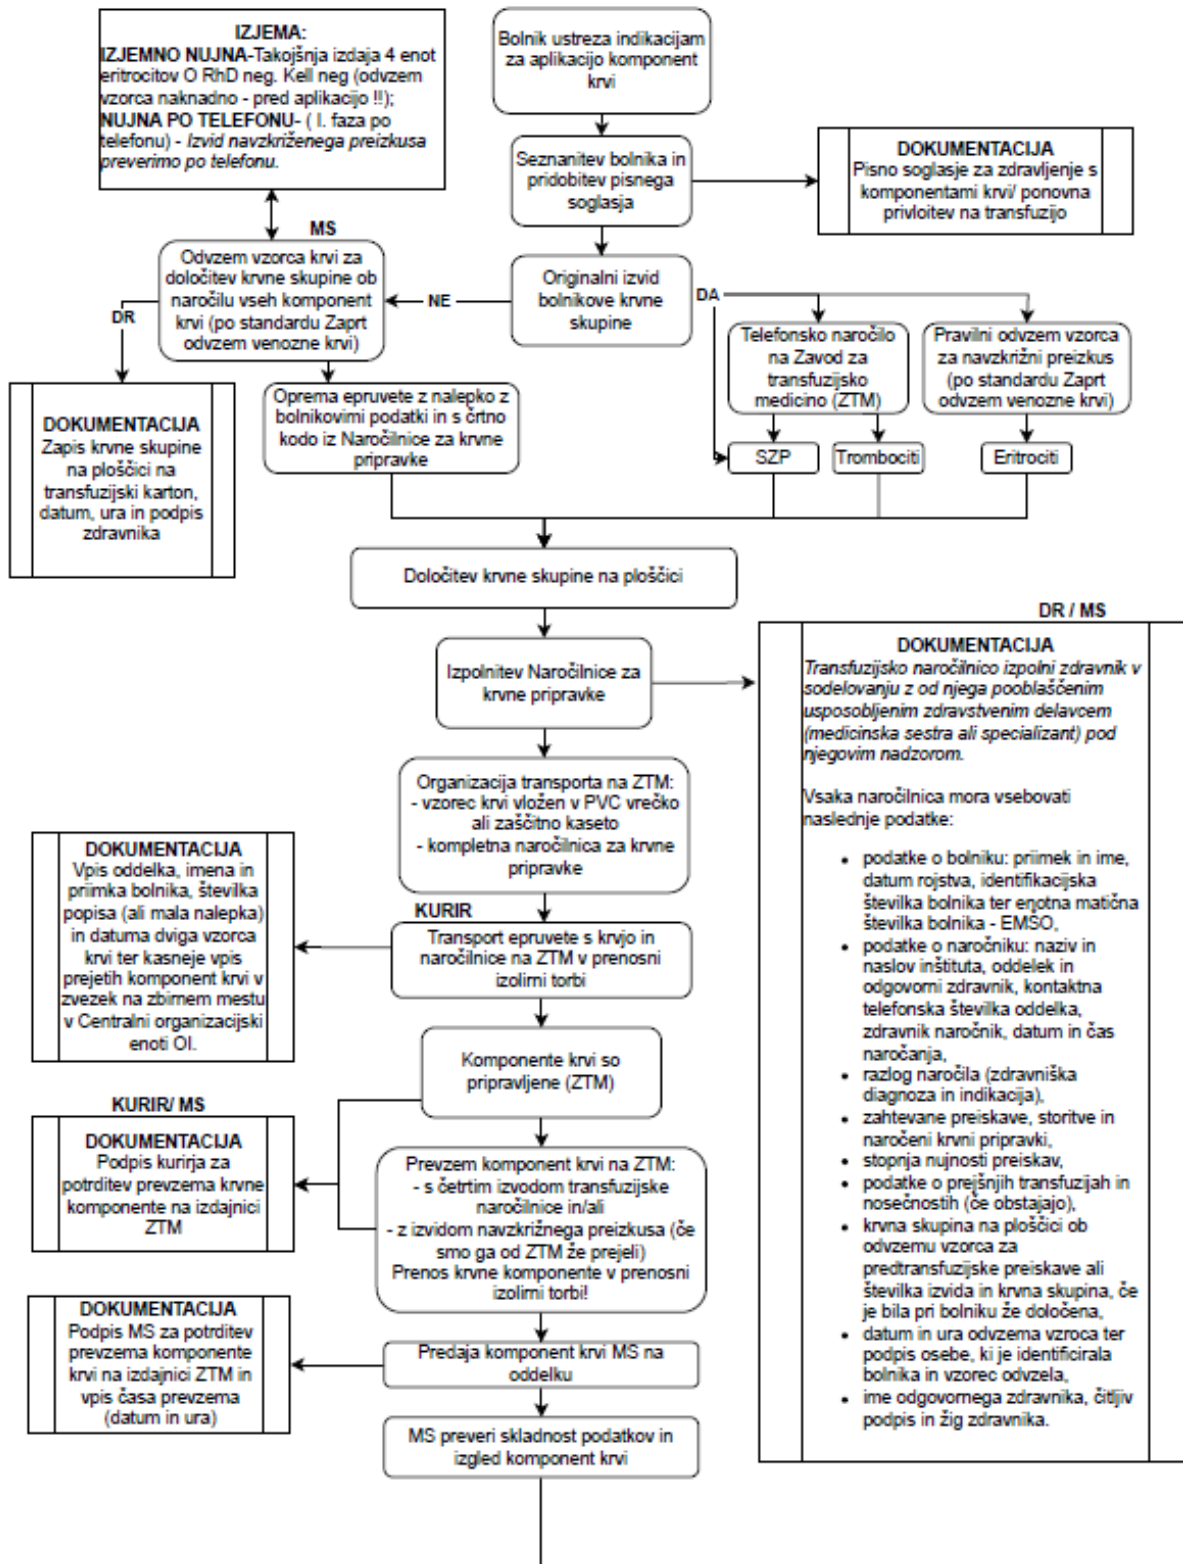 IZJEMA:
IZJEMNO NUJNA-Takojšnja izdaja 4 enot
eritrocitov O RhD neg. Kell neg (odvzem
vzorca naknadno - pred aplikacijo !!);
NUJNA PO TELEFONU- ( I. faza po
telefonu) - Izvid navzkriženega preizkusa
preverimo po telefonu.
Bolnik ustreza indikacijam
za aplikacijo komponent
krvi
Seznanitev bolnika in
pridobitev pisnega
soglasja
DOKUMENTACIJA
Pisno soglasje za zdravljenje s
komponentami krvi/ ponovna
privloitev na transfuzijo
MS
Odvzem vzorca krvi za
določitev krvne skupine ob
naročilu vseh komponent
krvi (po standardu Zaprt
odvzem venozne krvi)
NE
Originalni izvid
bolnikove krvne
skupine
DA
DR
Telefonsko naročilo
na Zavod za
transfuzijsko
medicino (ZTM)
Pravilni odvzem vzorca
za navzkrižni preizkus
(po standardu Zaprt
odvzem venozne krvi)
DOKUMENTACIJA
Zapis krvne skupine
na ploščici na
transfuzijski karton,
datum, ura in podpis
zdravnika
Oprema epruvete z nalepko z
bolnikovimi podatki in s črtno
kodo iz Naročilnice za krvne
pripravke
SZP
Trombociti
Eritrociti
Določitev krvne skupine na ploščici
Izpolnitev Naročilnice za
krvne pripravke
DR / MS
DOKUMENTACIJA
Transfuzijsko naročilnico izpolni zdravnik v
sodelovanju z od njega pooblaščenim
usposobljenim zdravstvenim delavcem
(medicinska sestra ali specializant) pod
njegovim nadzorom.
Vsaka naročilnica mora vsebovati
naslednje podatke:
• podatke o bolniku: priimek in ime,
datum rojstva, identifikacijska
številka bolnika ter enotna matična
številka bolnika - EMŠO,
• podatke o naročniku: naziv in
naslov inštituta, oddelek in
odgovorni zdravnik, kontaktna
telefonska številka oddelka,
zdravnik naročnik, datum in čas
naročanja,
• razlog naročila (zdravniška
diagnoza in indikacija),
• zahtevane preiskave, storitve in
naročeni krvni pripravki,
• stopnja nujnosti preiskav,
• podatke o prejšnjih transfuzijah in
nosečnostih (če obstajajo),
• krvna skupina na ploščici ob
odvzemu vzorca za
predtransfuzijske preiskave ali
številka izvida in krvna skupina, če
je bila pri bolniku že določena,
• datum in ura odvzema vzroca ter
podpis osebe, ki je identificirala
bolnika in vzorec odvzela,
• ime odgovornega zdravnika, čitljiv
podpis in žig zdravnika.
Organizacija transporta na ZTM:
- vzorec krvi vložen v PVC vrečko
ali zaščitno kaseto
- kompletna naročilnica za krvne
pripravke
DOKUMENTACIJA
Vpis oddelka, imena in
priimka bolnika, številka
popisa (ali mala nalepka)
in datuma dviga vzorca
krvi ter kasneje vpis
prejetih komponent krvi v
zvezek na zbirnem mestu
v Centralni organizacijski
enoti OI.
KURIR
Transport epruvete s krvjo in
naročilnice na ZTM v prenosni
izolirni torbi
Komponente krvi so
pripravljene (ZTM)
KURIR/ MS
DOKUMENTACIJA
Podpis kurirja za
potrditev prevzema krvne
komponente na izdajnici
ZTM
Prevzem komponent krvi na ZTM:
- s četrtim izvodom transfuzijske
naročilnice in/ali
- z izvidom navzkrižnega preizkusa (če
smo ga od ZTM že prejeli)
Prenos krvne komponente v prenosni
izolirni torbi!
DOKUMENTACIJA
Podpis MS za potrditev
prevzema komponente
krvi na izdajnici ZTM in
vpis časa prevzema
(datum in ura)
Predaja komponent krvi MS na
oddelku
MS preveri skladnost podatkov in
izgled komponent krvi